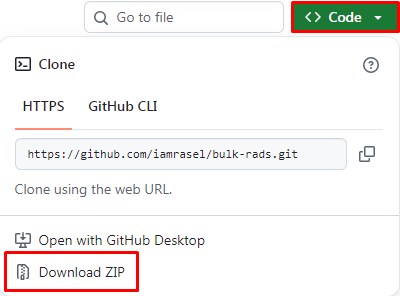 Go to file
Code
Clone
HTTPS GitHub CLI
https://github.com/iamrasel/bulk-rads.git
Clone using the web URL.
Open with GitHub Desktop
Download ZIP